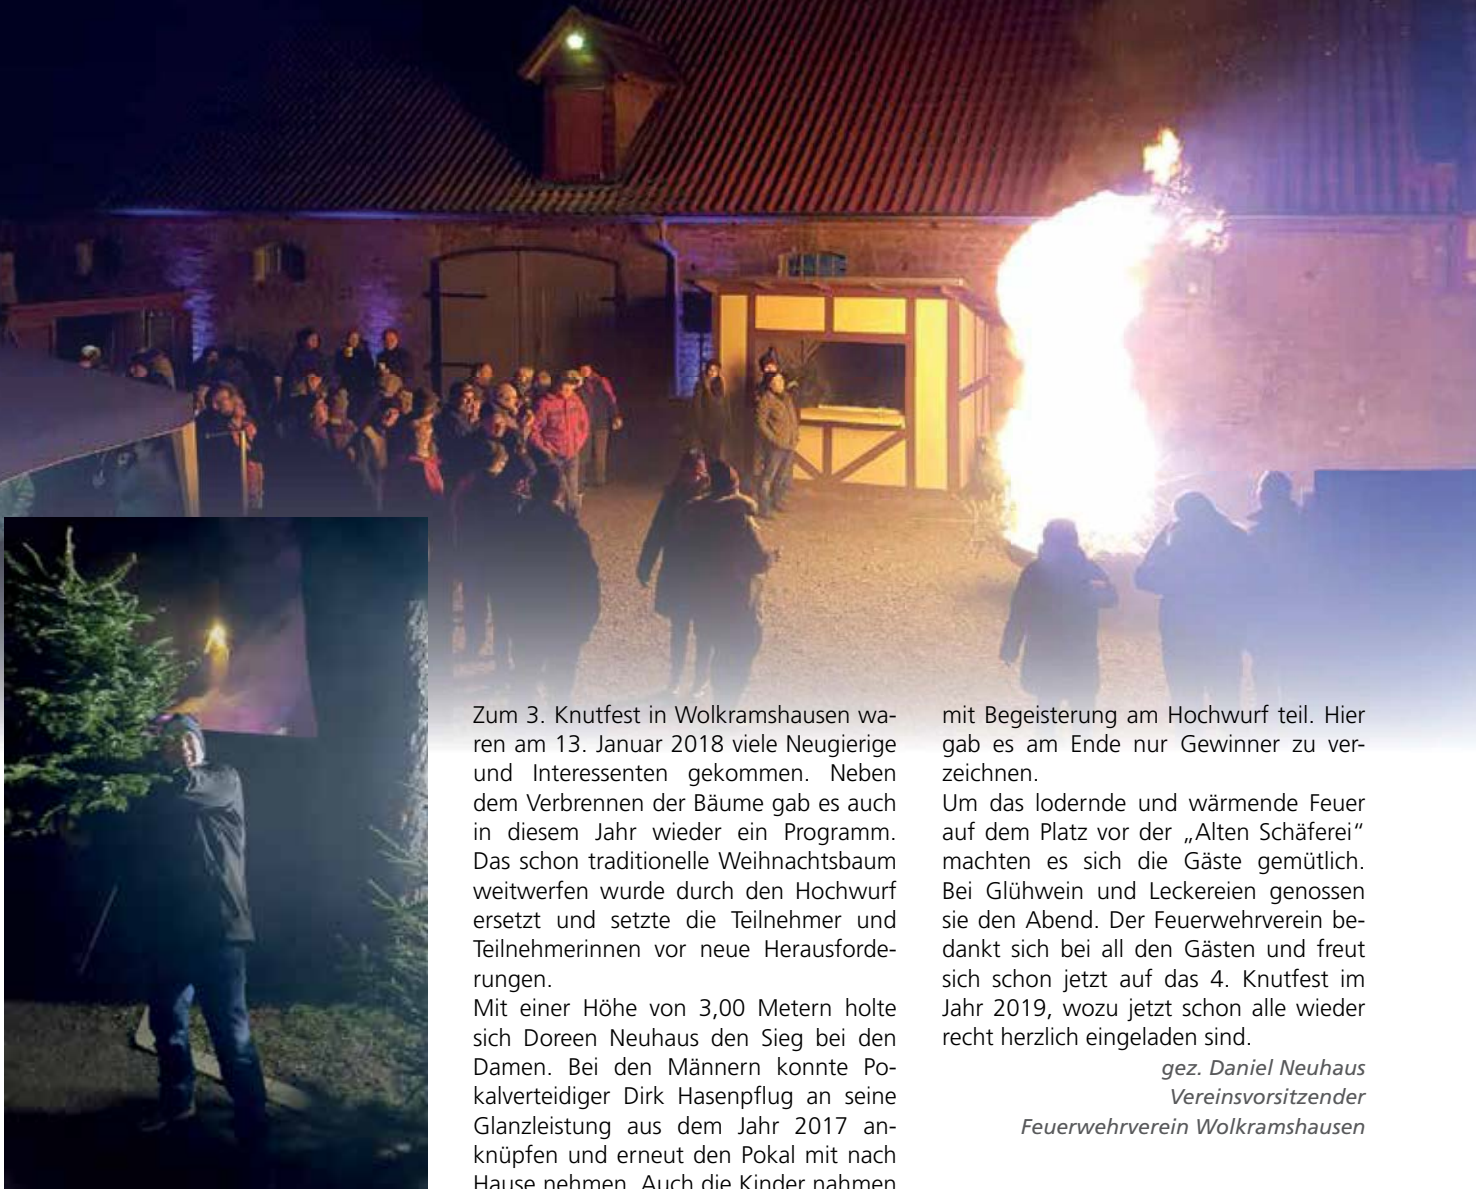 Zum 3. Knutfest in Wolkramshausen wa-
ren am 13. Januar 2018 viele Neugierige
und Interessenten gekommen. Neben
dem Verbrennen der Bäume gab es auch
in diesem Jahr wieder ein Programm.
Das schon traditionelle Weihnachtsbaum
weitwerfen wurde durch den Hochwurf
ersetzt und setzte die Teilnehmer und
Teilnehmerinnen vor neue Herausforde-
rungen.
Mit einer Höhe von 3,00 Metern holte
sich Doreen Neuhaus den Sieg bei den
Damen. Bei den Männern konnte Po-
kalverteidiger Dirk Hasenpflug an seine
Glanzleistung aus dem Jahr 2017 an-
knüpfen und erneut den Pokal mit nach
Hause nehmen. Auch die Kinder nahmen
mit Begeisterung am Hochwurf teil. Hier
gab es am Ende nur Gewinner zu ver-
zeichnen.
Um das lodernde und wärmende Feuer
auf dem Platz vor der „Alten Schäferei“
machten es sich die Gäste gemütlich.
Bei Glühwein und Leckereien genossen
sie den Abend. Der Feuerwehrverein be-
dankt sich bei all den Gästen und freut
sich schon jetzt auf das 4. Knutfest im
Jahr 2019, wozu jetzt schon alle wieder
recht herzlich eingeladen sind.
gez. Daniel Neuhaus
Vereinsvorsitzender
Feuerwehrverein Wolkramshausen